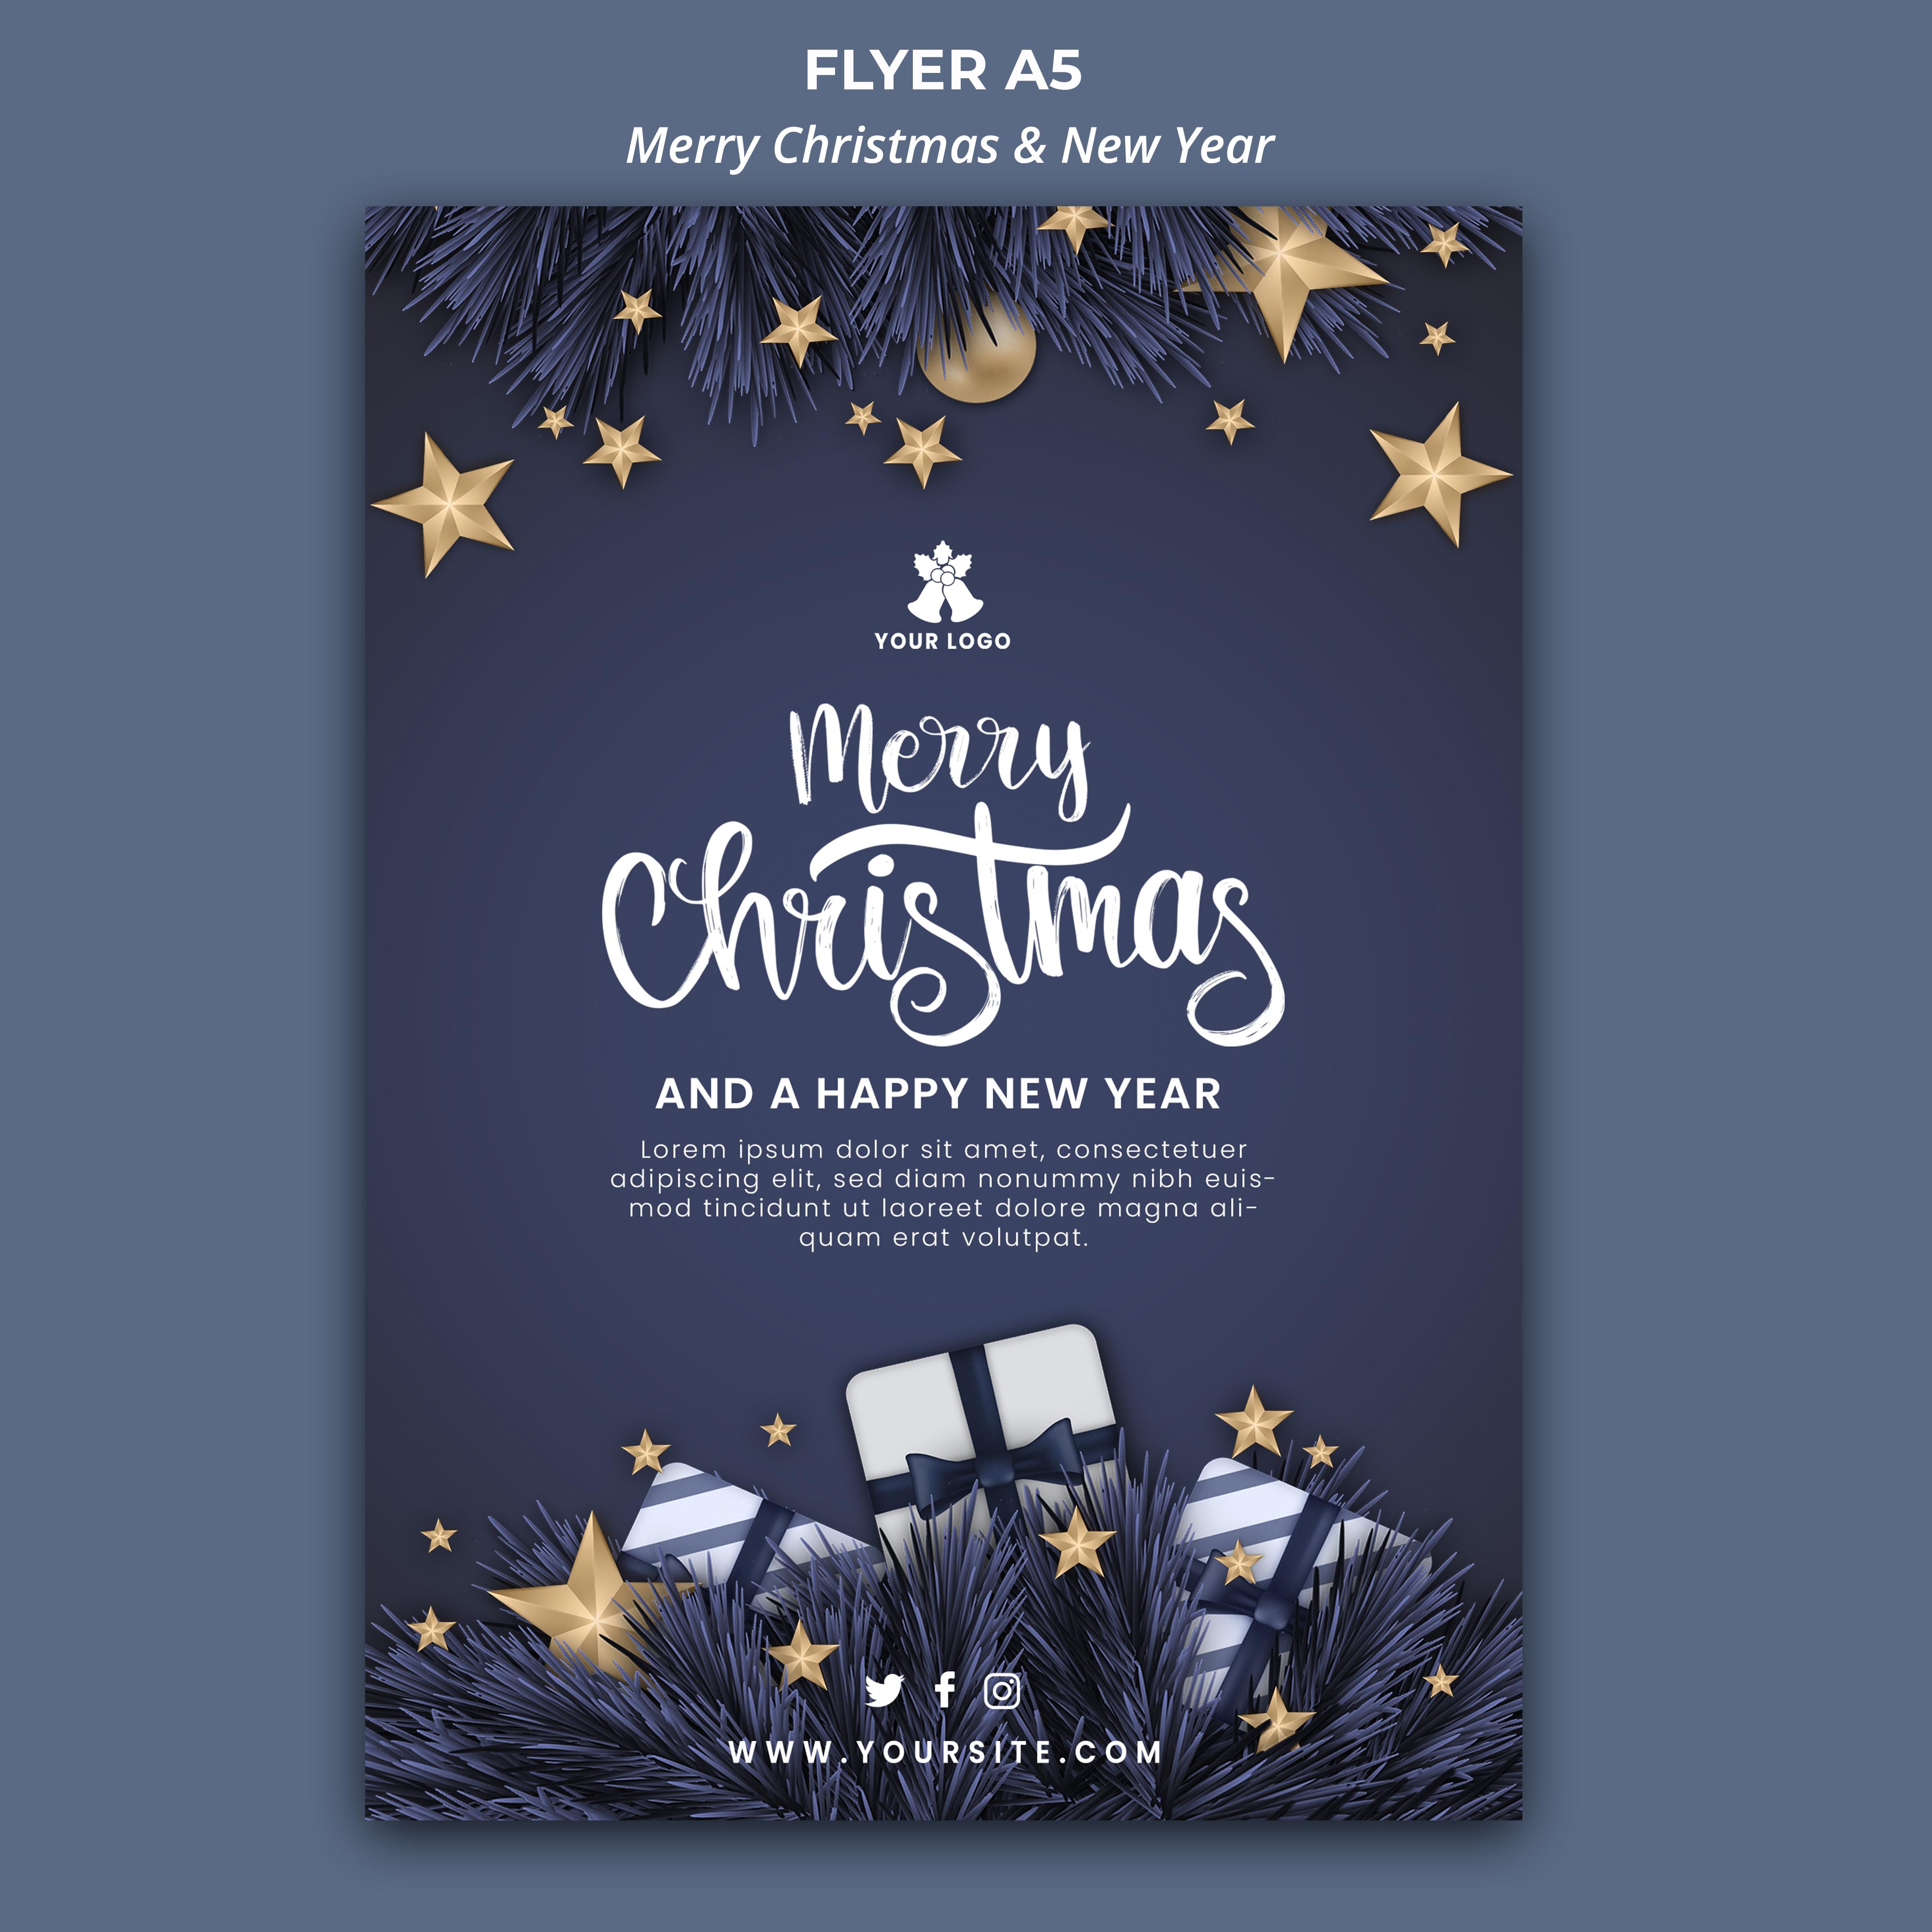 FLYER A5
Merry Christmas & New Year
YOUR LOGO
Merry
Christmas
AND A HAPPY NEW YEAR
Lorem ipsum dolor sit amet, consectetuer
adipiscing elit, sed diam nonummy nibh euis-
mod tincidunt ut laoreet dolore magna ali-
quam erat volutpat.
WWW.YOURSITE.COM